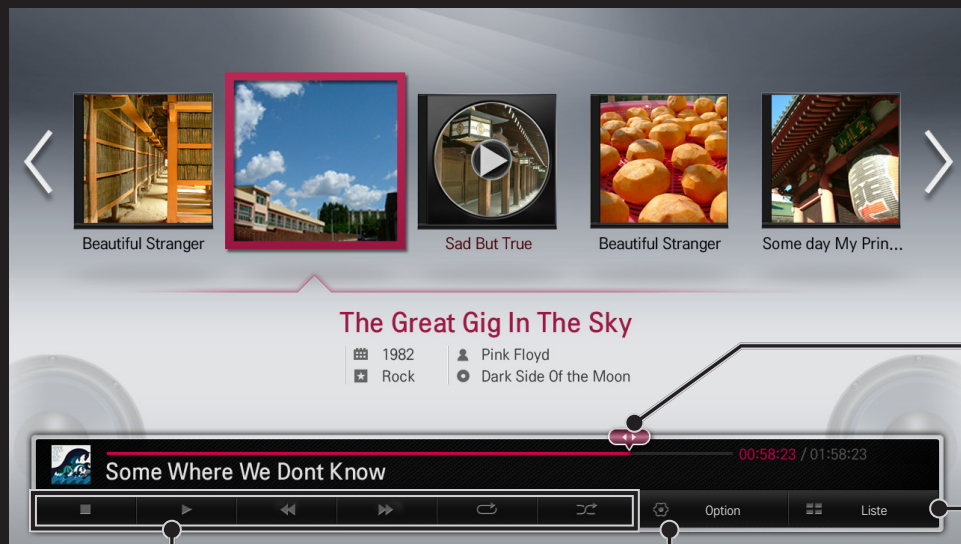 Beautiful Stranger
Sad But True
Beautiful Stranger
Some day My Prin...
The Great Gig In The Sky
1982
Pink Floyd
Rock
Dark Side Of the Moon
00:58:23 / 01:58:23
Some Where We Dont Know
Option
Liste